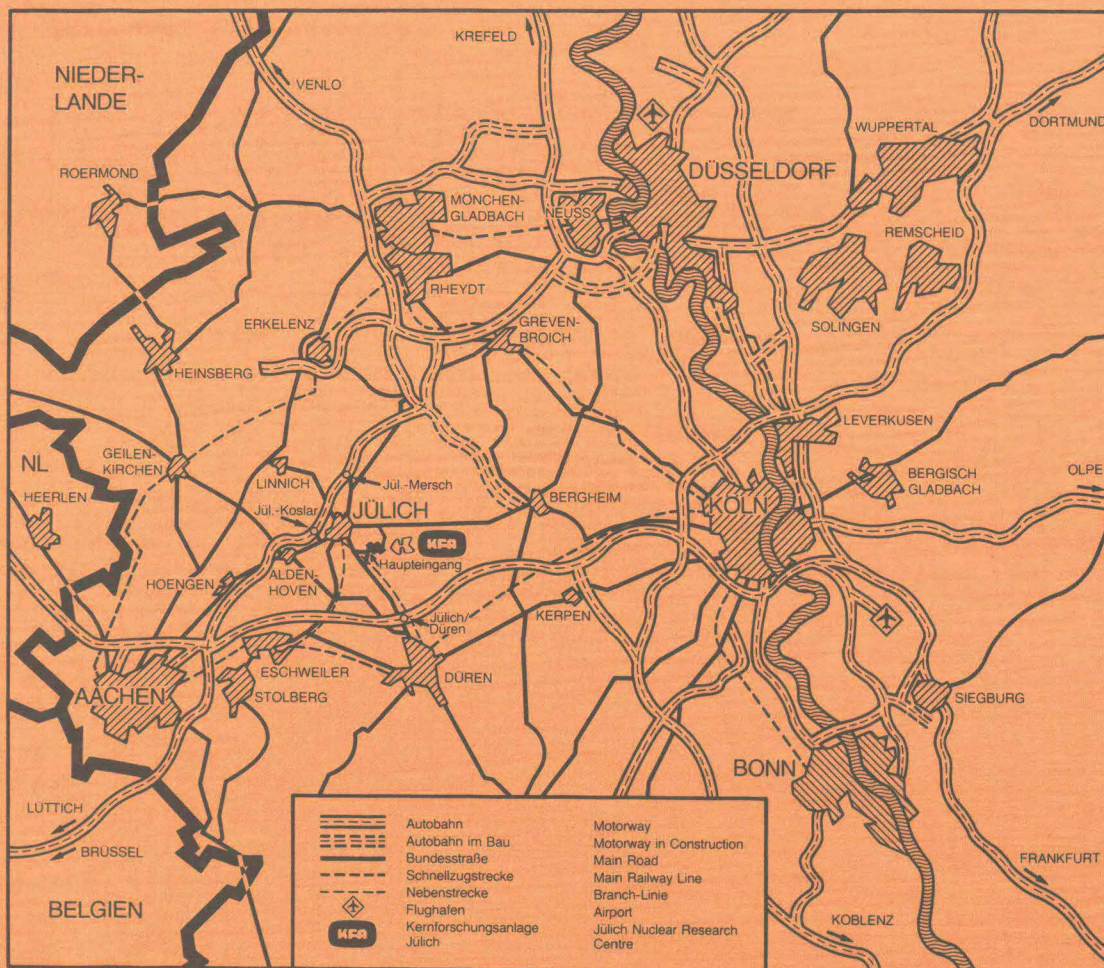 KREFELD
NIEDER-
LANDE
VENLO
DORTMUND
WUPPERTAL
ROERMOND
DÜSSELDORF
MÖNCHEN-
GLADBACH
NEUSS
REMSCHEID
RHEYDT
SOLINGEN
ERKELENZ
GREVEN-
BROICH
HEINSBERG
LEVERKUSEN
GEILEN-
KIRCHEN
NL
HEERLEN
LINNICH
Jül.-Mersch
BERGHEIM
BERGISCH
GLADBACH
OLPE
Jül.-Koslar
JÜLICH
KÖLN
KFA
Haupteingang
HOENGEN
ALDEN-
HOVEN
Jülich/
Düren
KERPEN
ESCHWEILER
DÜREN
AACHEN
STOLBERG
SIEGBURG
BONN
LÜTTICH
BRÜSSEL
BELGIEN
FRANKFURT
KOBLENZ
Autobahn Motorway
Autobahn im Bau Motorway in Construction
Bundesstraße Main Road
Schnellzugstrecke Main Railway Line
Nebenstrecke Branch-Linie
Flughafen Airport
KFA Kernforschungsanlage Jülich Nuclear Research
Jülich Centre